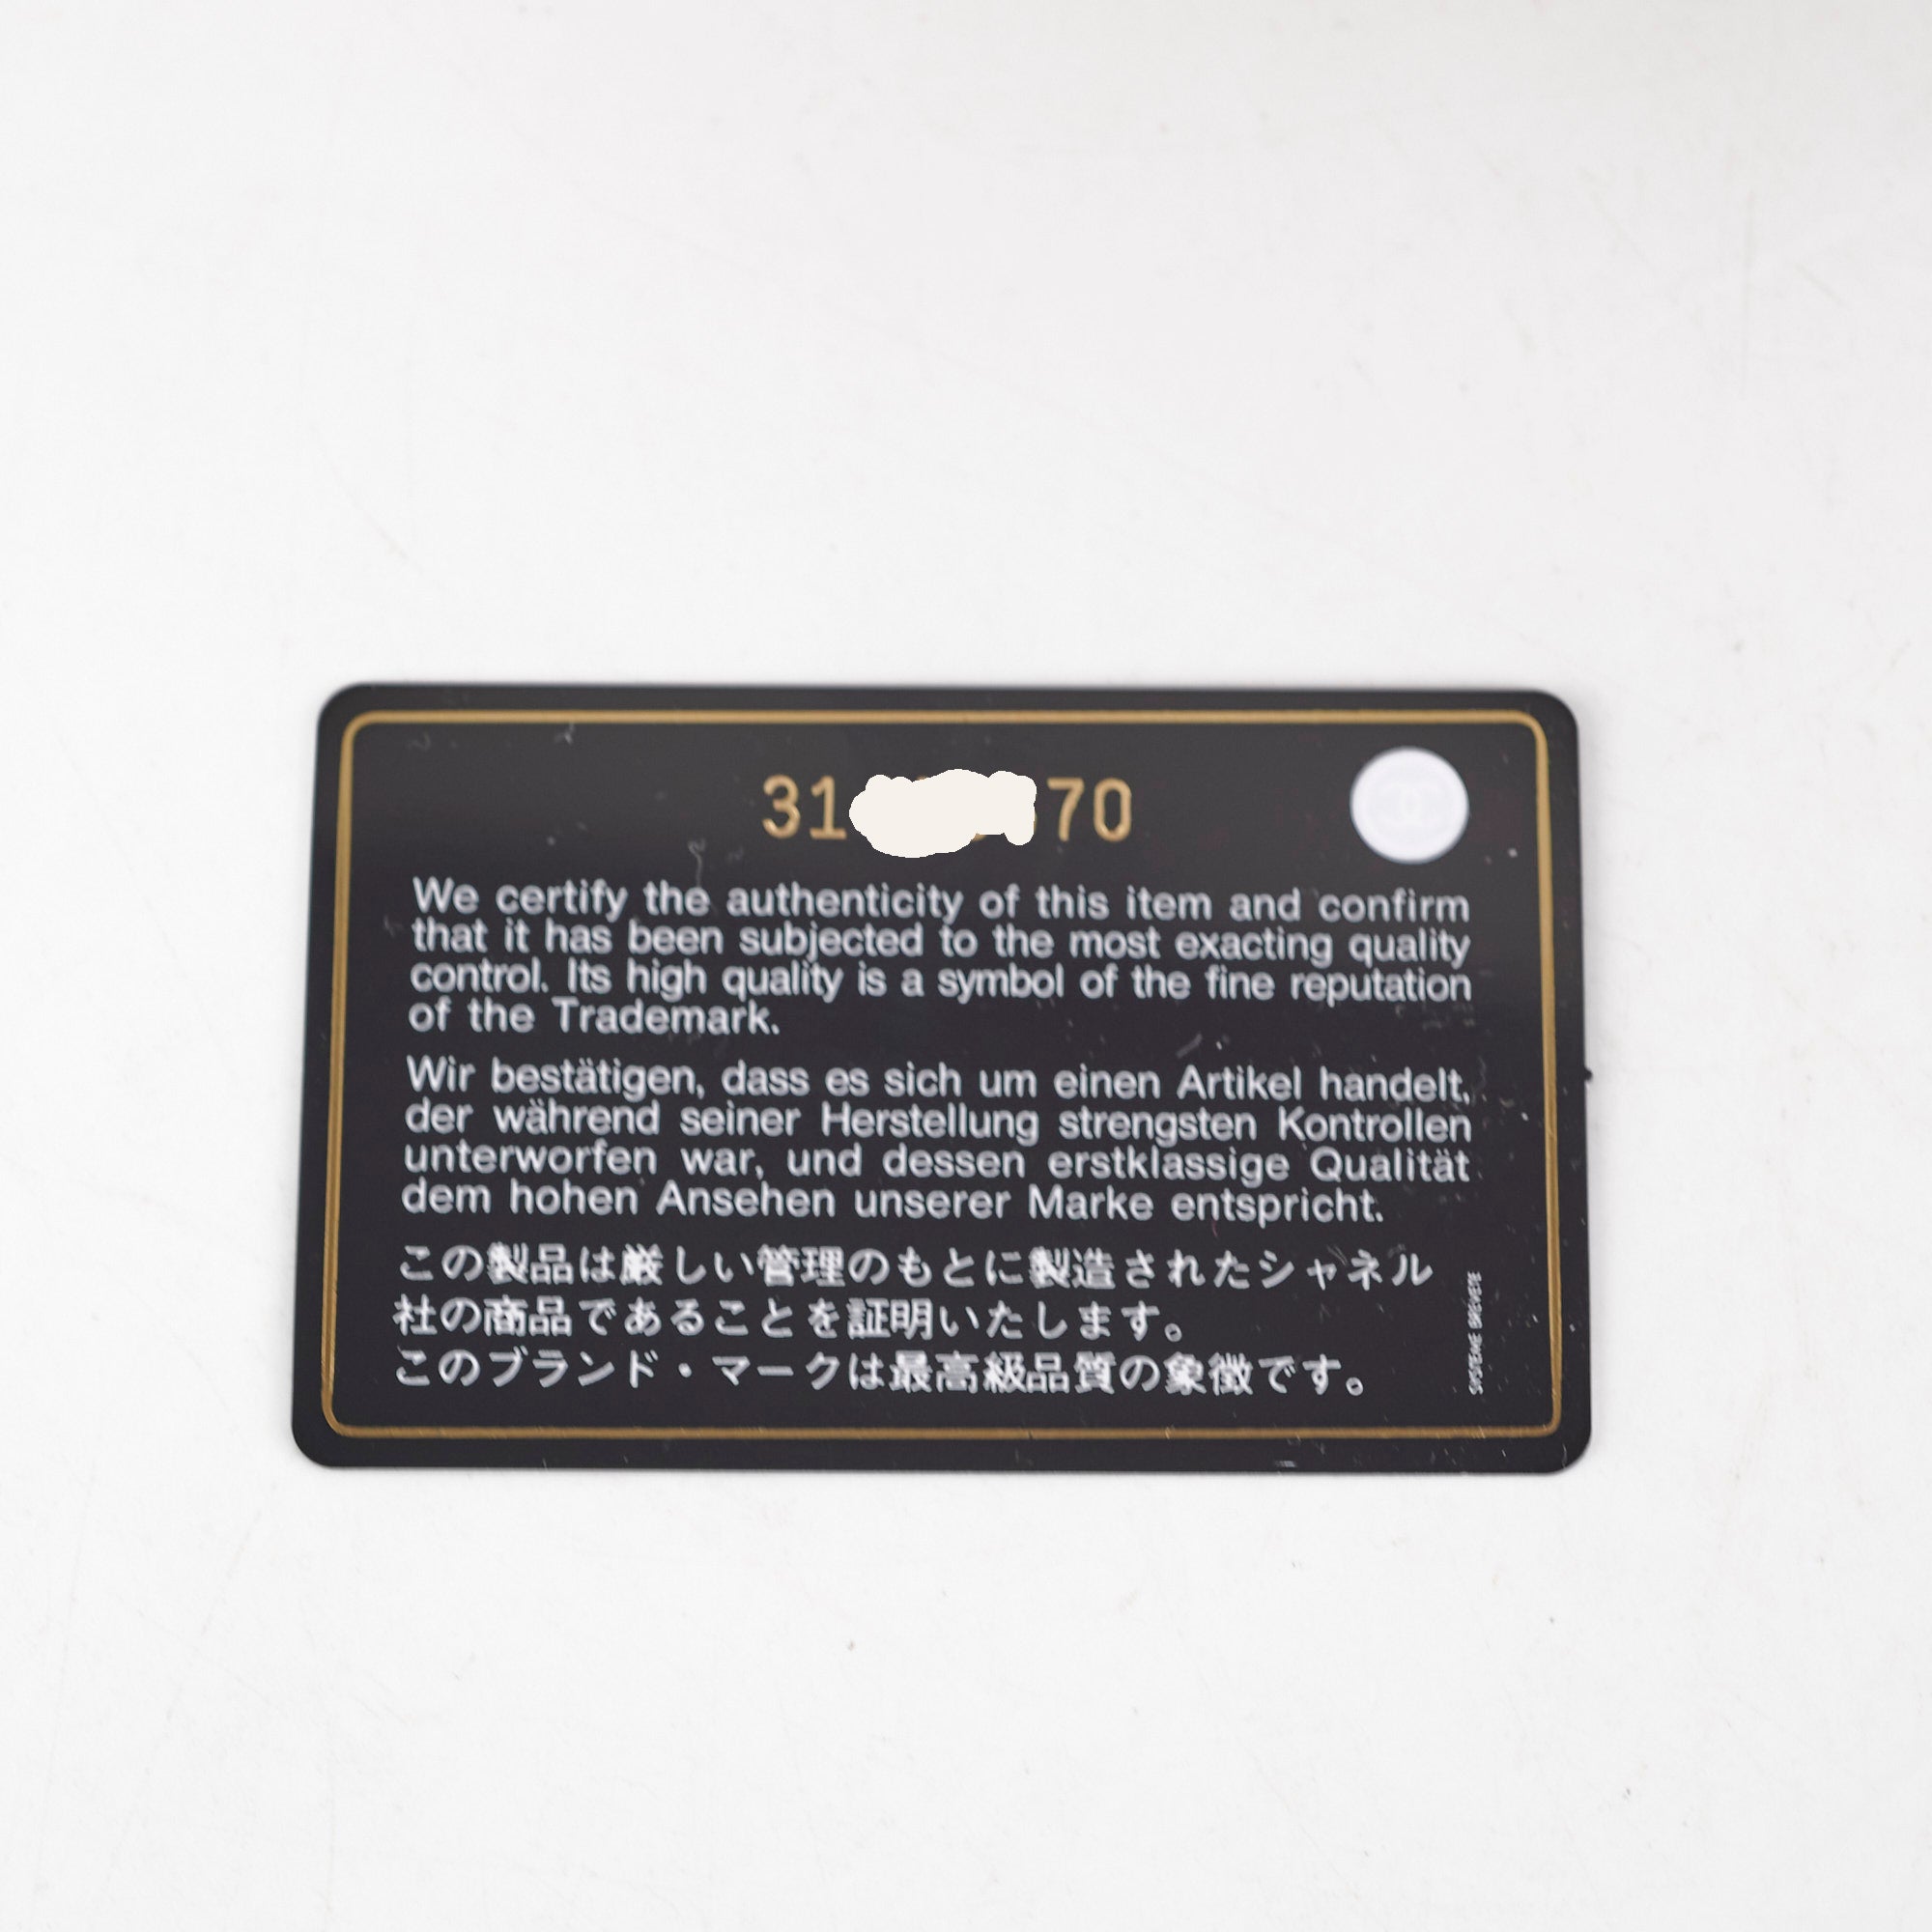 31 70
We certify the authenticity of this item and confirm
that it has been subjected to the most exacting quality
control. Its high quality is a symbol of the fine reputation
of the Trademark.
Wir bestätigen, dass es sich um einen Artikel handelt,
der während seiner Herstellung strengsten Kontrollen
unterworfen war, und dessen erstklassige Qualität
dem hohen Ansehen unserer Marke entspricht.
この製品は厳しい管理のもとに製造されたシャネル
社の商品であることを証明いたします。
このブランド・マークは最高級品質の象徴です。
SYSTEME BREVETE